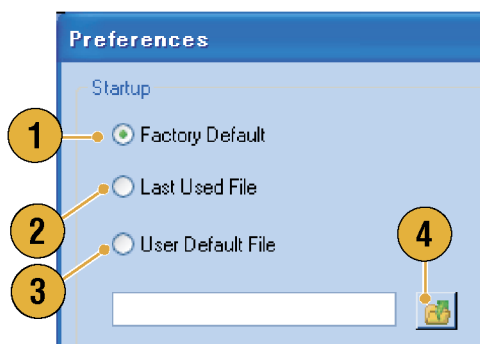 Preferences
Startup
1 Factory Default
2 Last Used File
3 User Default File
4